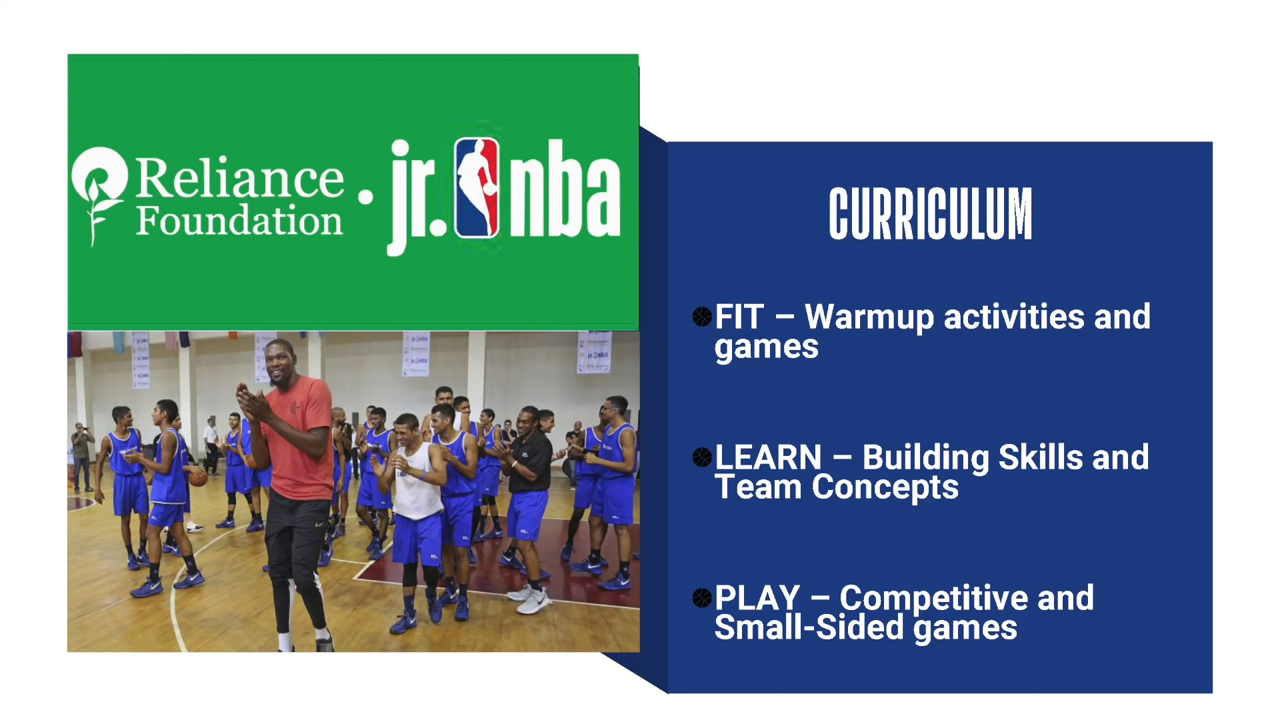 Reliance
Foundation
jr. nba
CURRICULUM
FIT – Warmup activities and
games
LEARN – Building Skills and
Team Concepts
PLAY – Competitive and
Small-Sided games